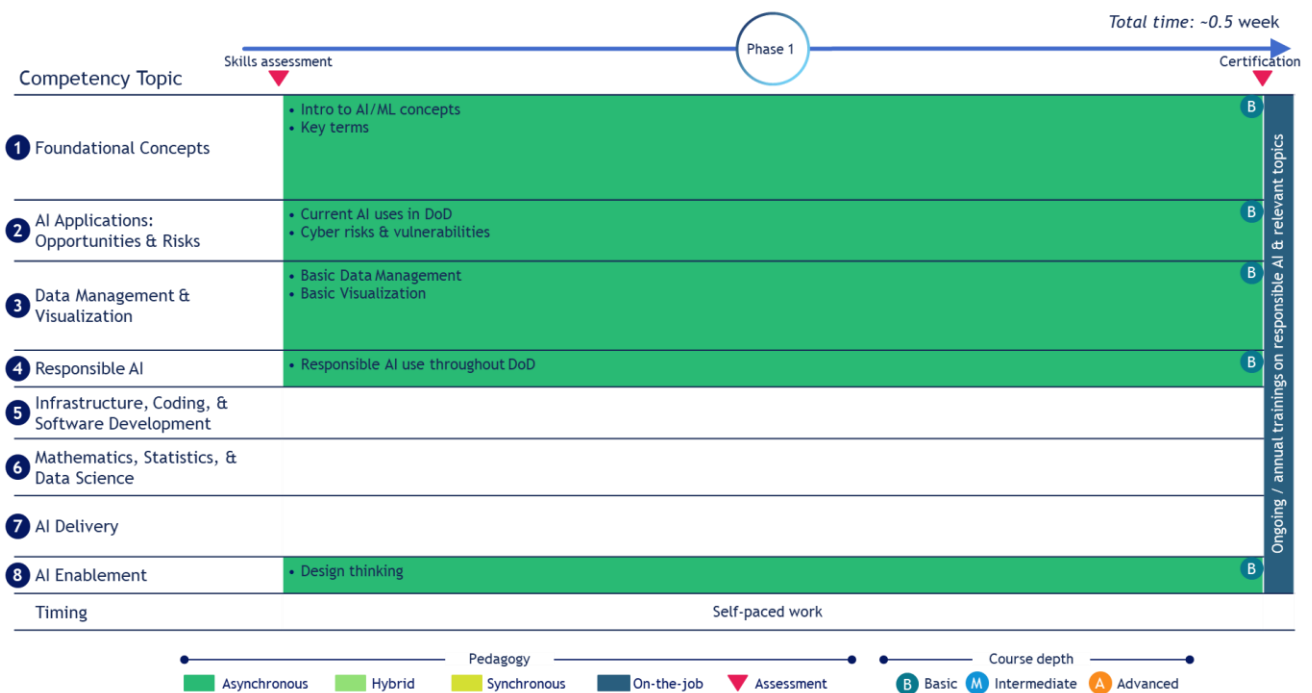 Total time: ~0.5 week
Phase 1
Skills assessment
Certification
Competency Topic
1 Foundational Concepts
• Intro to AI/ML concepts
• Key terms
B
2 AI Applications:
Opportunities & Risks
• Current AI uses in DoD
• Cyber risks & vulnerabilities
B
3 Data Management &
Visualization
• Basic Data Management
• Basic Visualization
B
4 Responsible AI
• Responsible AI use throughout DoD
B
5 Infrastructure, Coding, &
Software Development
6 Mathematics, Statistics, &
Data Science
7 AI Delivery
8 AI Enablement
• Design thinking
B
Ongoing / annual trainings on responsible AI & relevant topics
Timing
Self-paced work
Pedagogy
Asynchronous
Hybrid
Synchronous
On-the-job
Assessment
Course depth
B Basic
M Intermediate
A Advanced